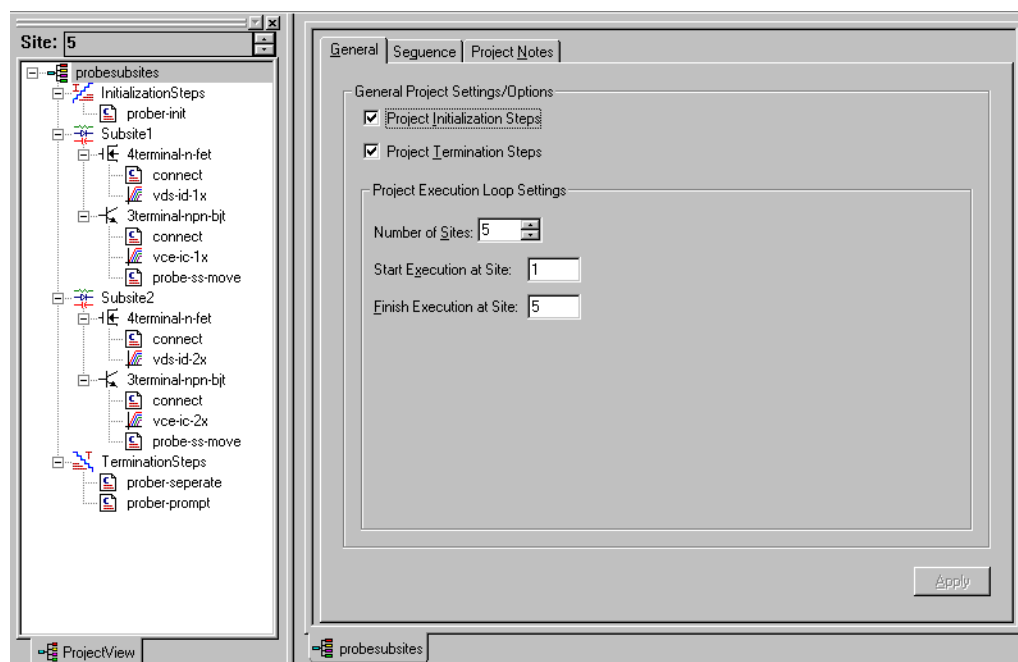 Site: 5
probesubsites
InitializationSteps
prober-init
Subsite1
4terminal-n-fet
connect
vds-id-1x
3terminal-npn-bjt
connect
vce-ic-1x
probe-ss-move
Subsite2
4terminal-n-fet
connect
vds-id-2x
3terminal-npn-bjt
connect
vce-ic-2x
probe-ss-move
TerminationSteps
prober-seperate
prober-prompt
ProjectView
General Sequence Project Notes
General Project Settings/Options
Project Initialization Steps
Project Termination Steps
Project Execution Loop Settings
Number of Sites: 5
Start Execution at Site: 1
Finish Execution at Site: 5
Apply
probesubsites